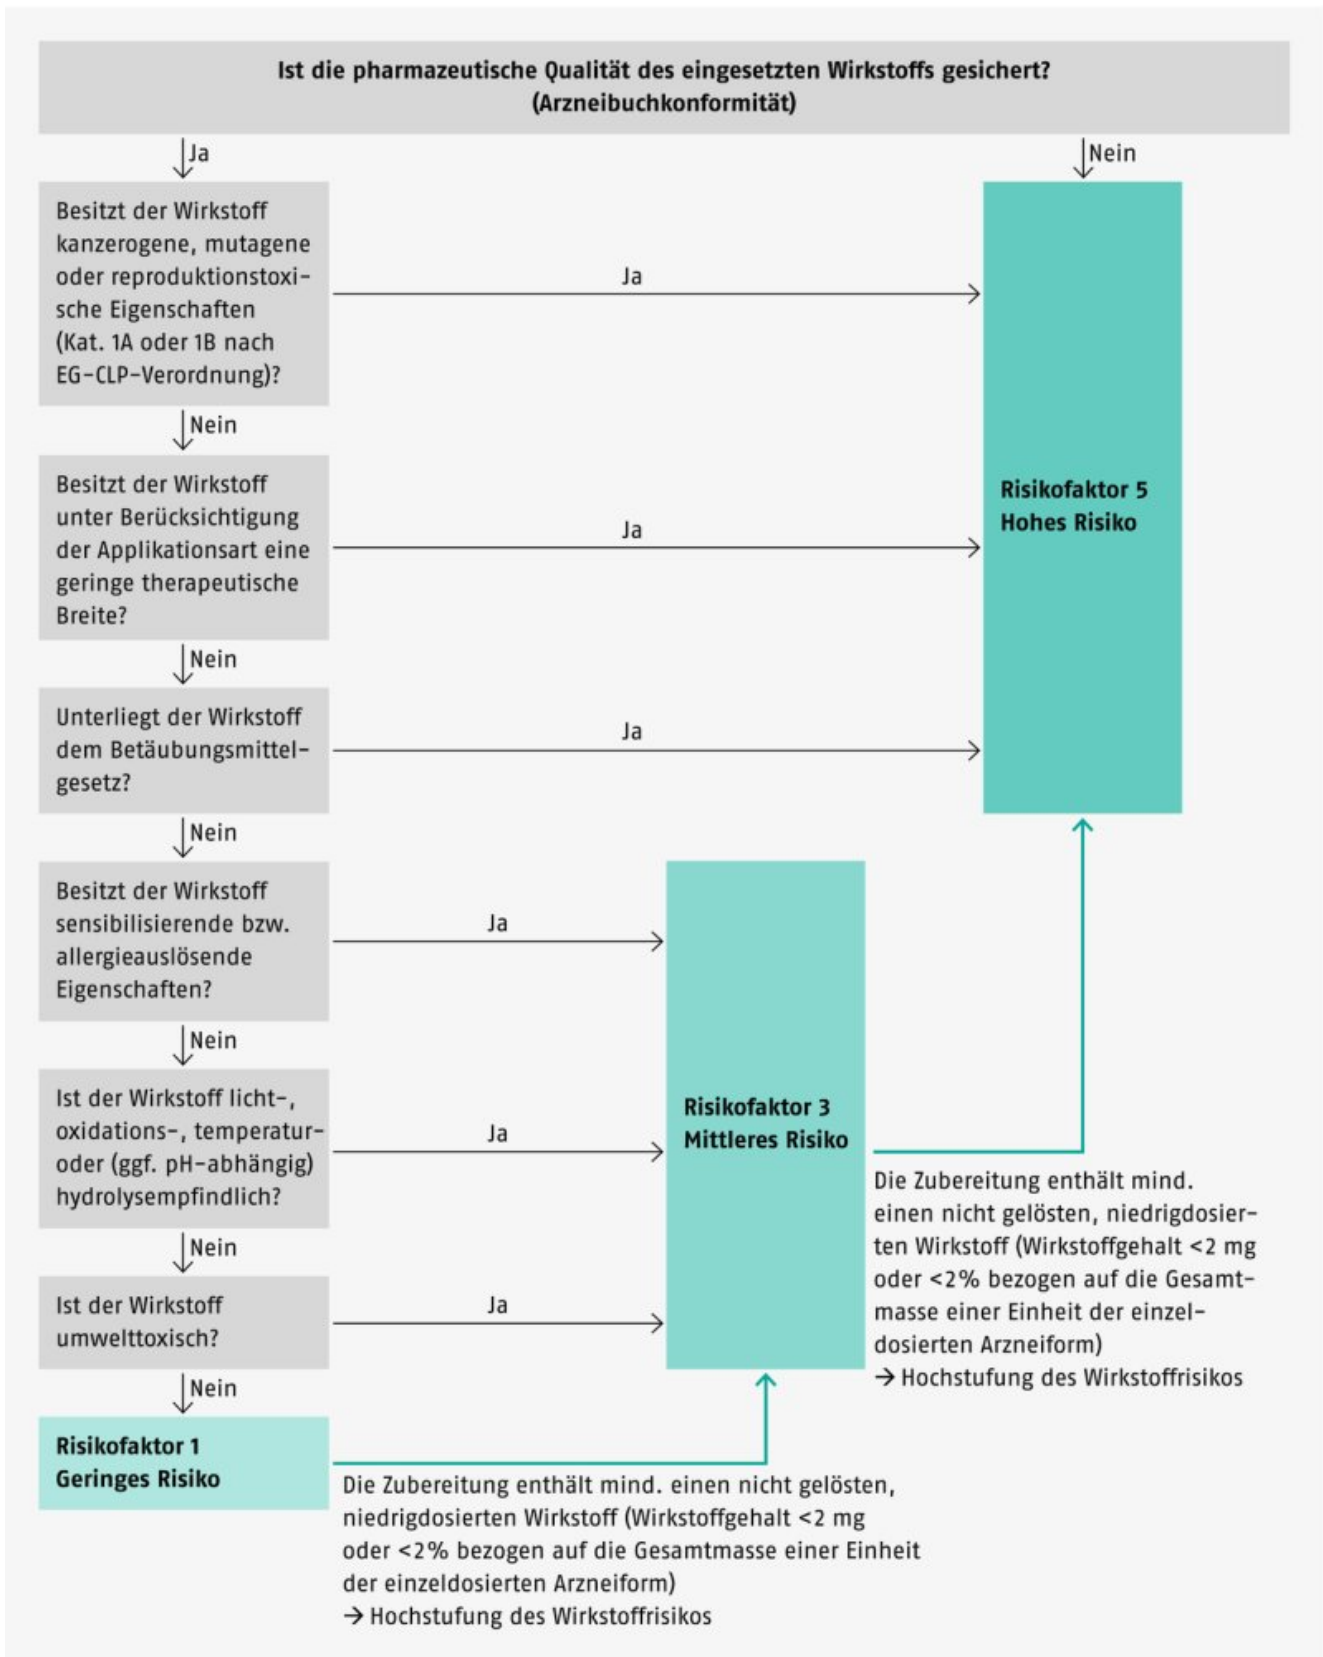 Ist die pharmazeutische Qualität des eingesetzten Wirkstoffs gesichert?
(Arzneibuchkonformität)
Ja
Nein
Besitzt der Wirkstoff
kanzerogene, mutagene
oder reproduktionstoxi-
sche Eigenschaften
(Kat. 1A oder 1B nach
EG-CLP-Verordnung)?
Ja
Nein
Besitzt der Wirkstoff
unter Berücksichtigung
der Applikationsart eine
geringe therapeutische
Breite?
Ja
Risikofaktor 5
Hohes Risiko
Nein
Unterliegt der Wirkstoff
dem Betäubungsmittel-
gesetz?
Ja
Nein
Besitzt der Wirkstoff
sensibilisierende bzw.
allergieauslösende
Eigenschaften?
Ja
Nein
Ist der Wirkstoff licht-,
oxidations-, temperatur-
oder (ggf. pH-abhängig)
hydrolysempfindlich?
Ja
Risikofaktor 3
Mittleres Risiko
Die Zubereitung enthält mind.
einen nicht gelösten, niedrigdosier-
ten Wirkstoff (Wirkstoffgehalt <2 mg
oder <2% bezogen auf die Gesamt-
masse einer Einheit der einzel-
dosierten Arzneiform)
→ Hochstufung des Wirkstoffrisikos
Nein
Ist der Wirkstoff
umwelttoxisch?
Ja
Nein
Risikofaktor 1
Geringes Risiko
Die Zubereitung enthält mind. einen nicht gelösten,
niedrigdosierten Wirkstoff (Wirkstoffgehalt <2 mg
oder <2% bezogen auf die Gesamtmasse einer Einheit
der einzeldosierten Arzneiform)
→ Hochstufung des Wirkstoffrisikos